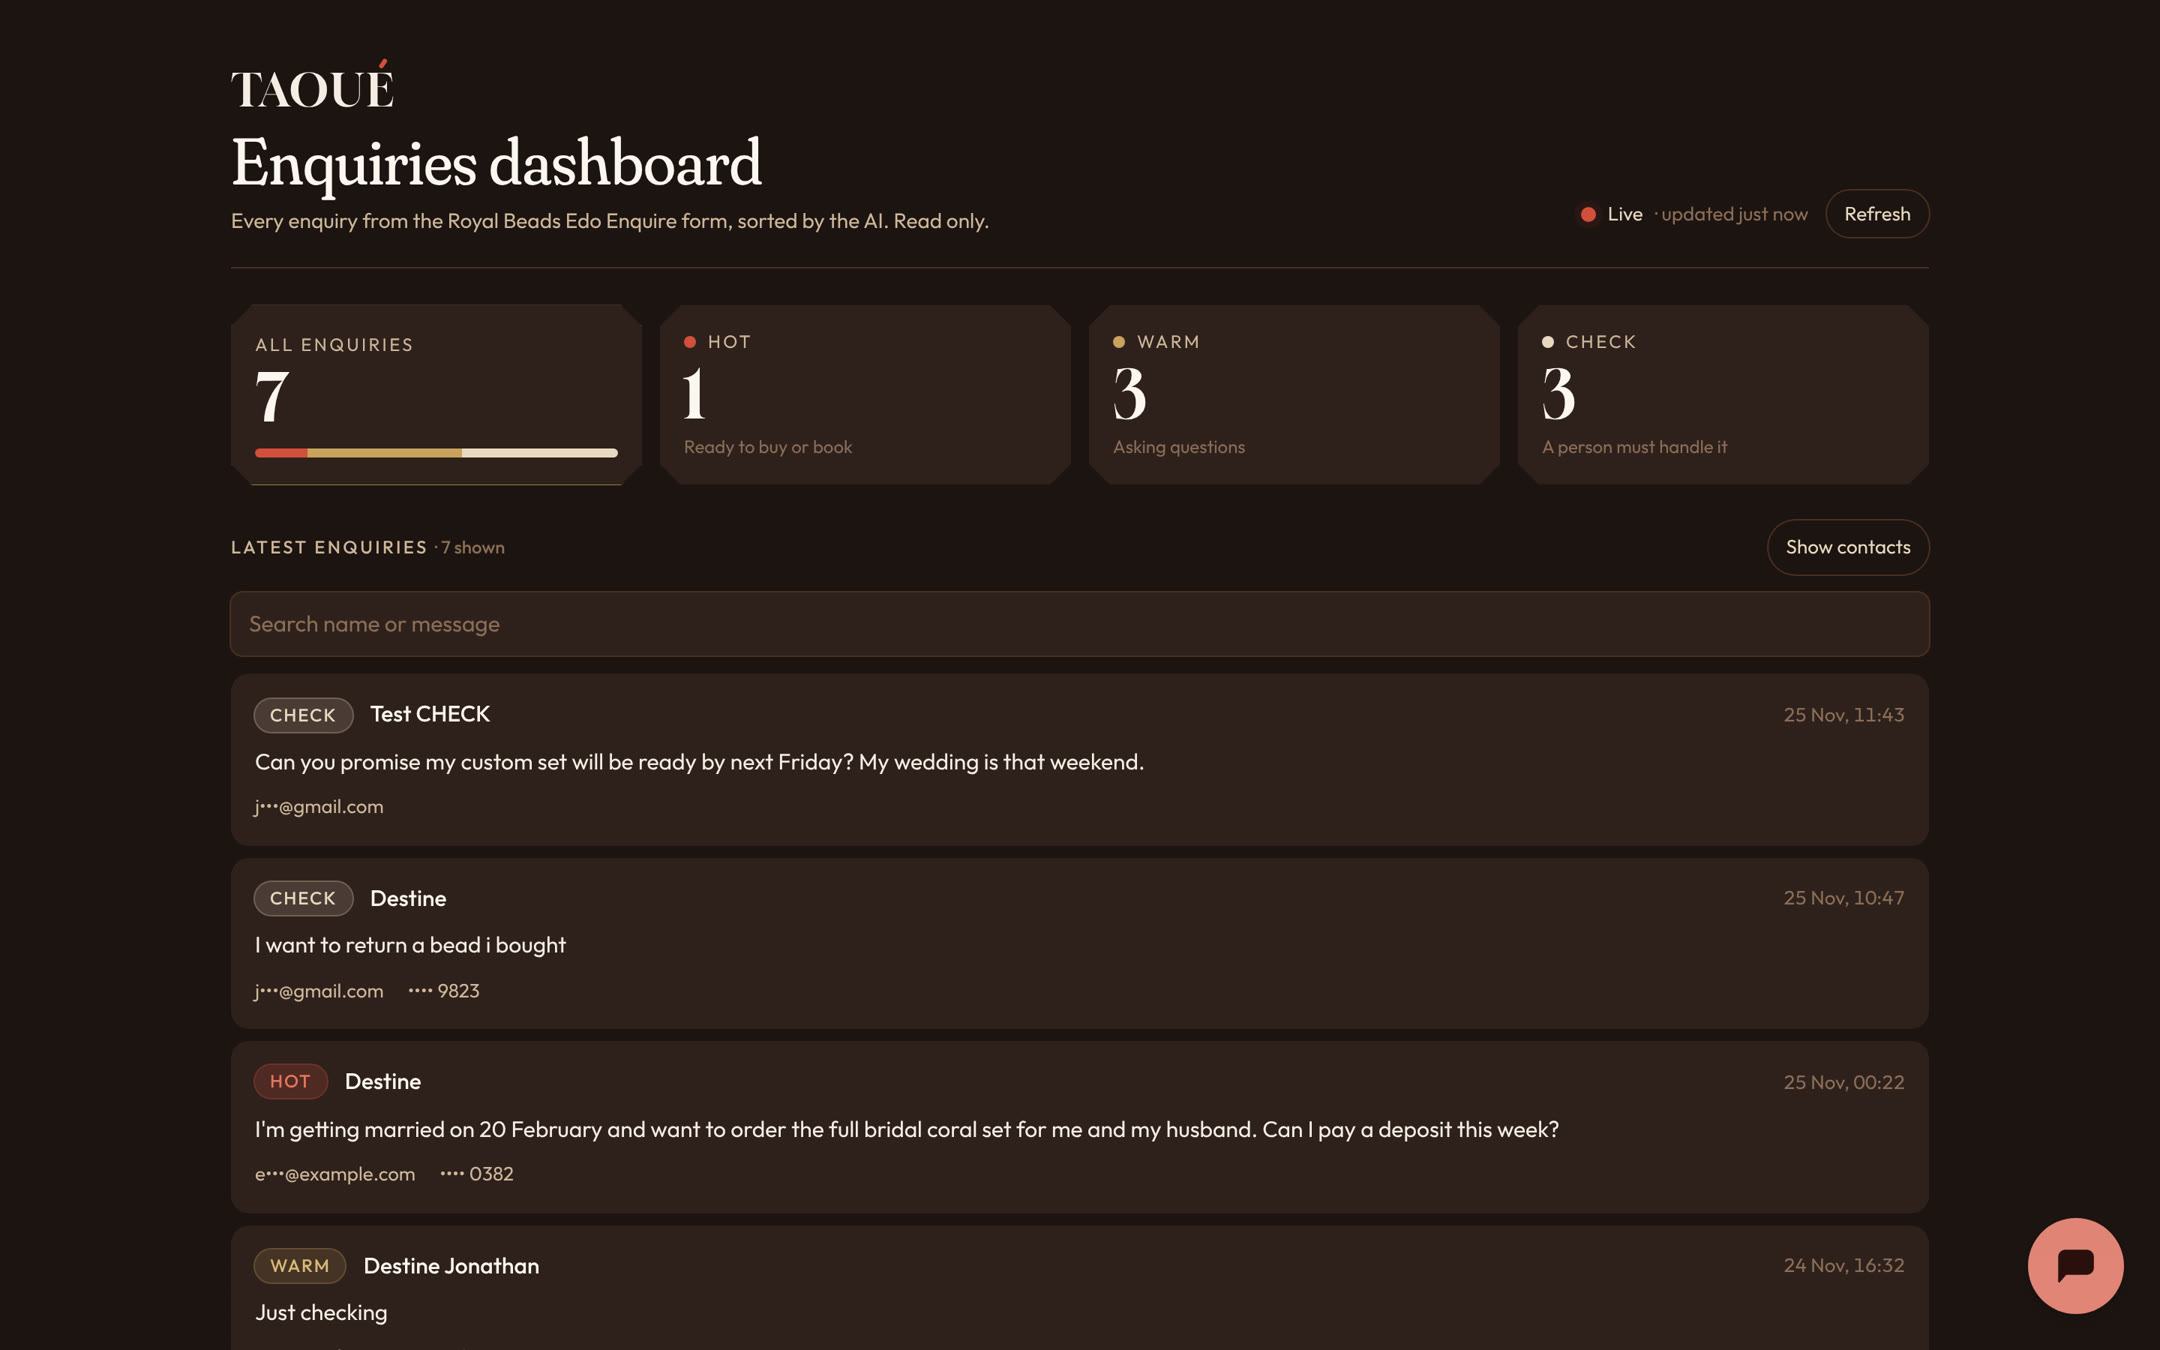 TAOUÉ
Enquiries dashboard
Every enquiry from the Royal Beads Edo Enquire form, sorted by the AI. Read only.
Live · updated just now
Refresh
ALL ENQUIRIES
7
HOT
1
Ready to buy or book
WARM
3
Asking questions
CHECK
3
A person must handle it
LATEST ENQUIRIES · 7 shown
Show contacts
Search name or message
CHECK Test CHECK 25 Nov, 11:43
Can you promise my custom set will be ready by next Friday? My wedding is that weekend.
j•••@gmail.com
CHECK Destine 25 Nov, 10:47
I want to return a bead i bought
j•••@gmail.com •••• 9823
HOT Destine 25 Nov, 00:22
I'm getting married on 20 February and want to order the full bridal coral set for me and my husband. Can I pay a deposit this week?
e•••@example.com •••• 0382
WARM Destine Jonathan 24 Nov, 16:32
Just checking